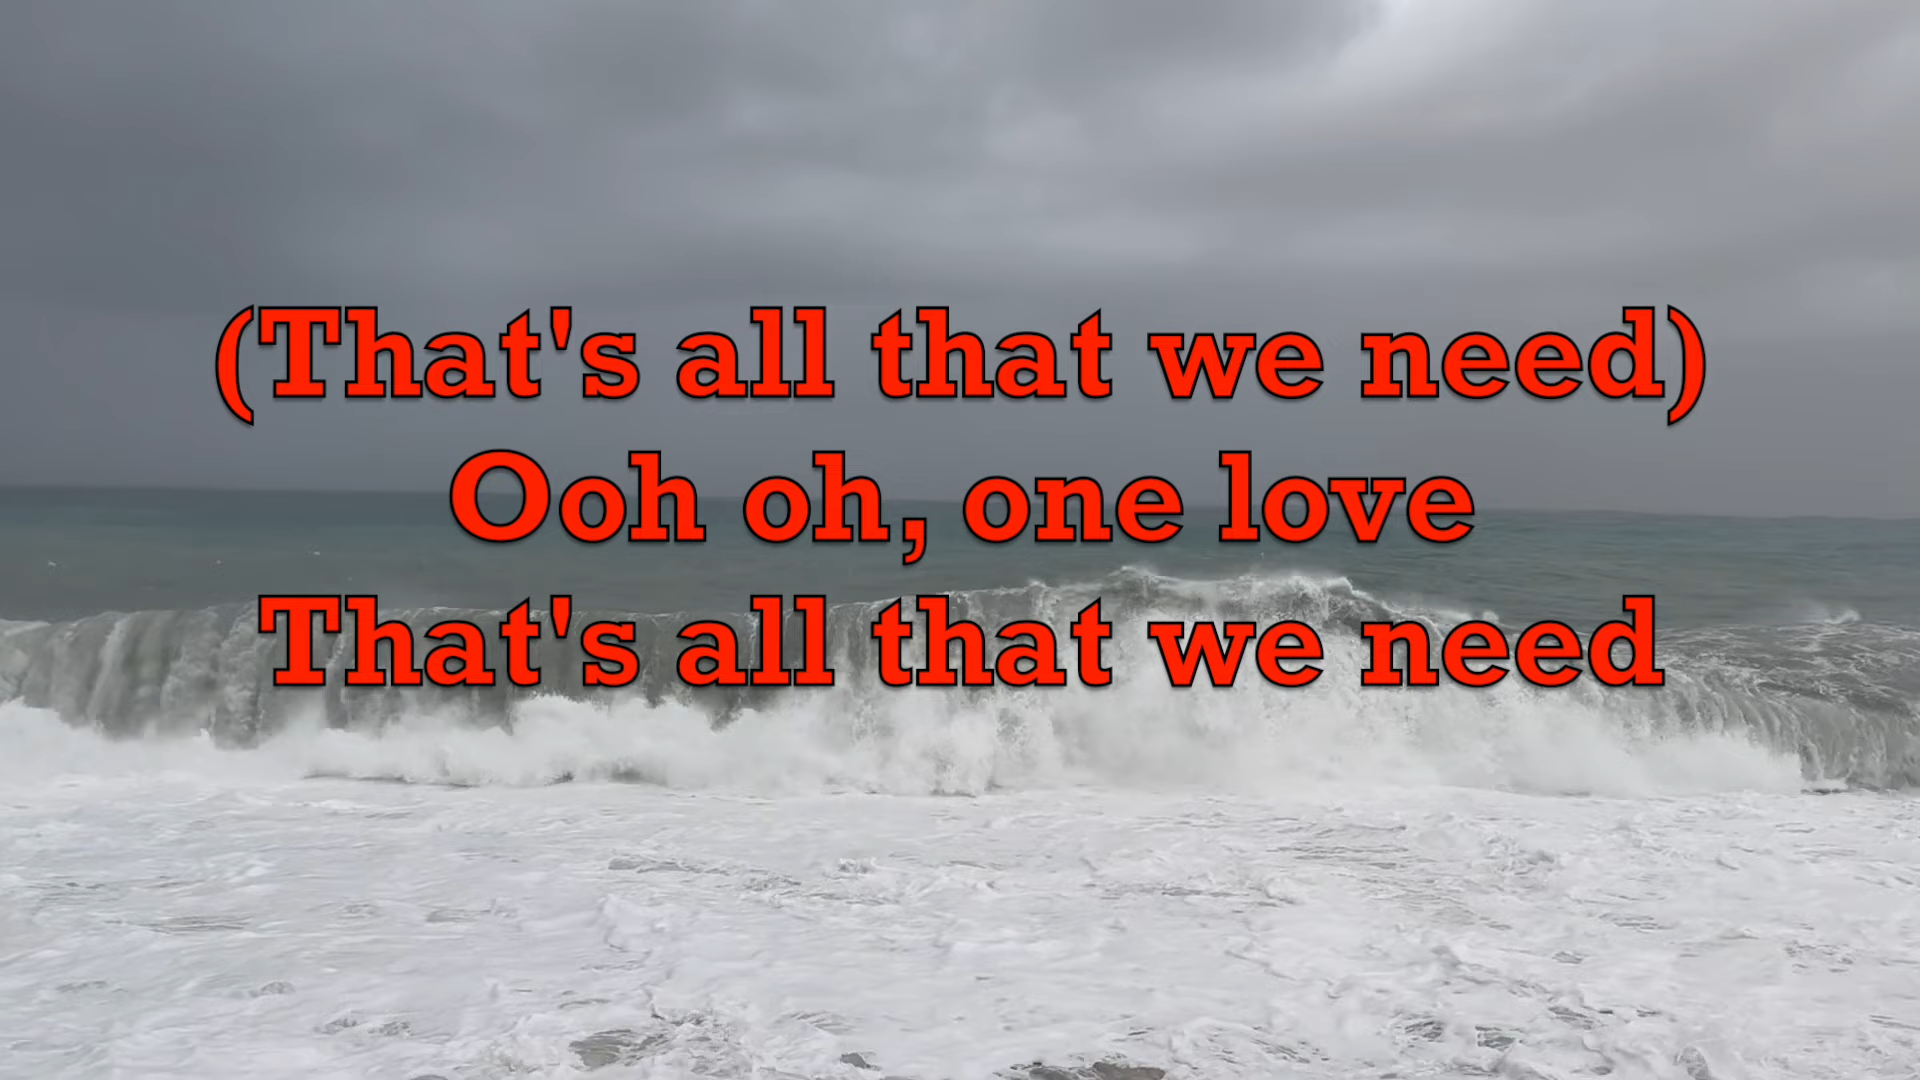 (That's all that we need)
Ooh oh, one love
That's all that we need